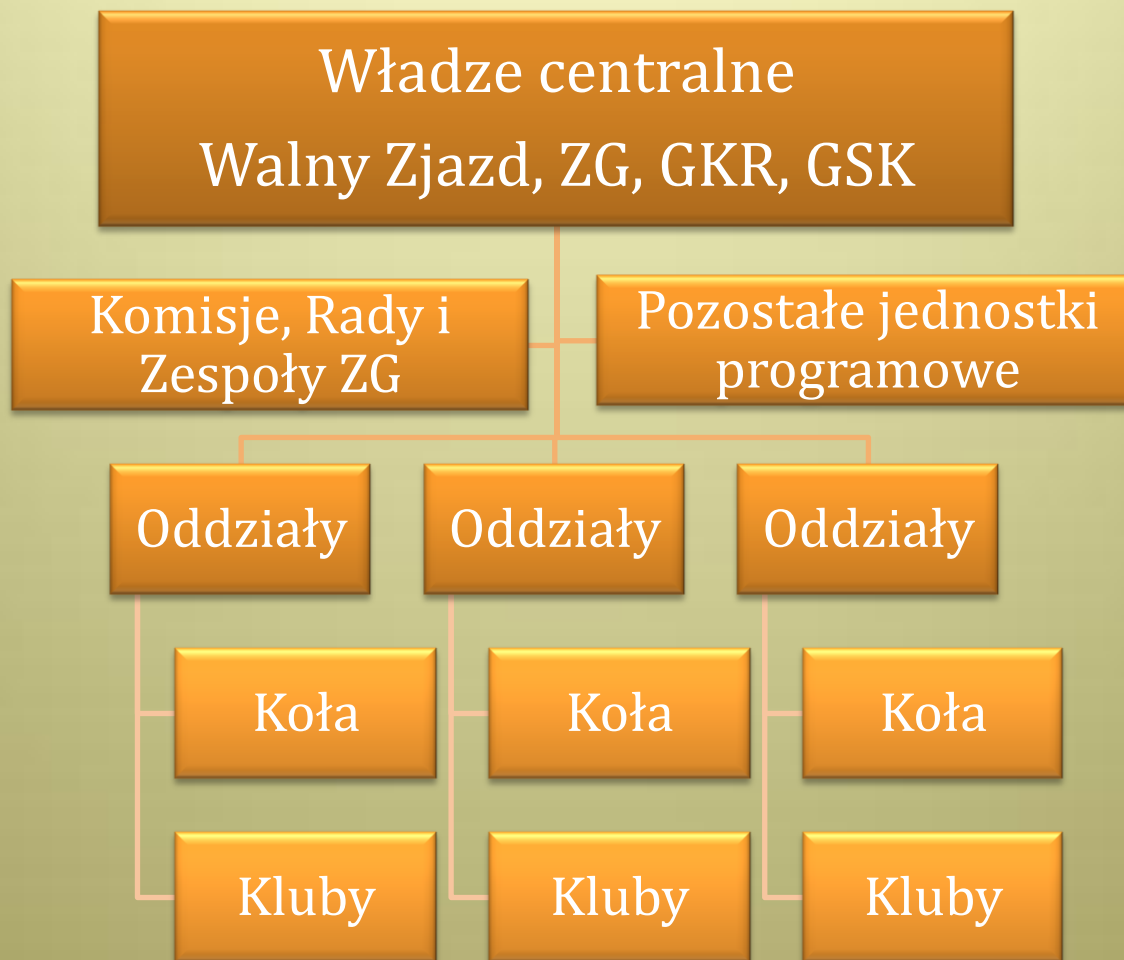 Władze centralne
Walny Zjazd, ZG, GKR, GSK
Komisje, Rady i
Zespoły ZG
Pozostałe jednostki
programowe
Oddziały
Oddziały
Oddziały
Koła
Koła
Koła
Kluby
Kluby
Kluby